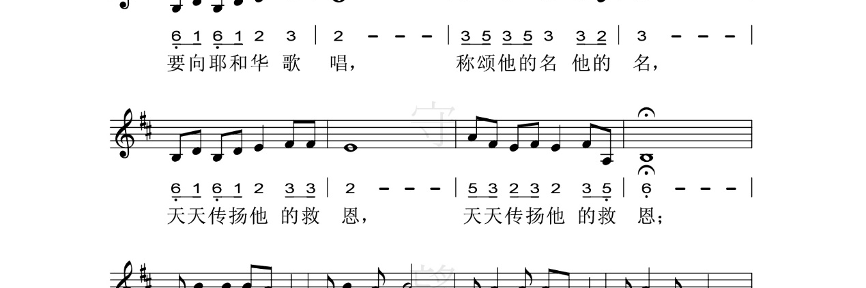 6 1 6 1 2 3 | 2 - - - | 3 5 3 5 3 3 2 | 3 - - - |
要向耶和华 歌 唱， 称颂他的名 他的 名，
守
6 1 6 1 2 3 3 | 2 - - - | 5 3 2 3 2 3 5 | 6 - - - |
天天传扬他 的救 恩， 天天传扬他 的救 恩；